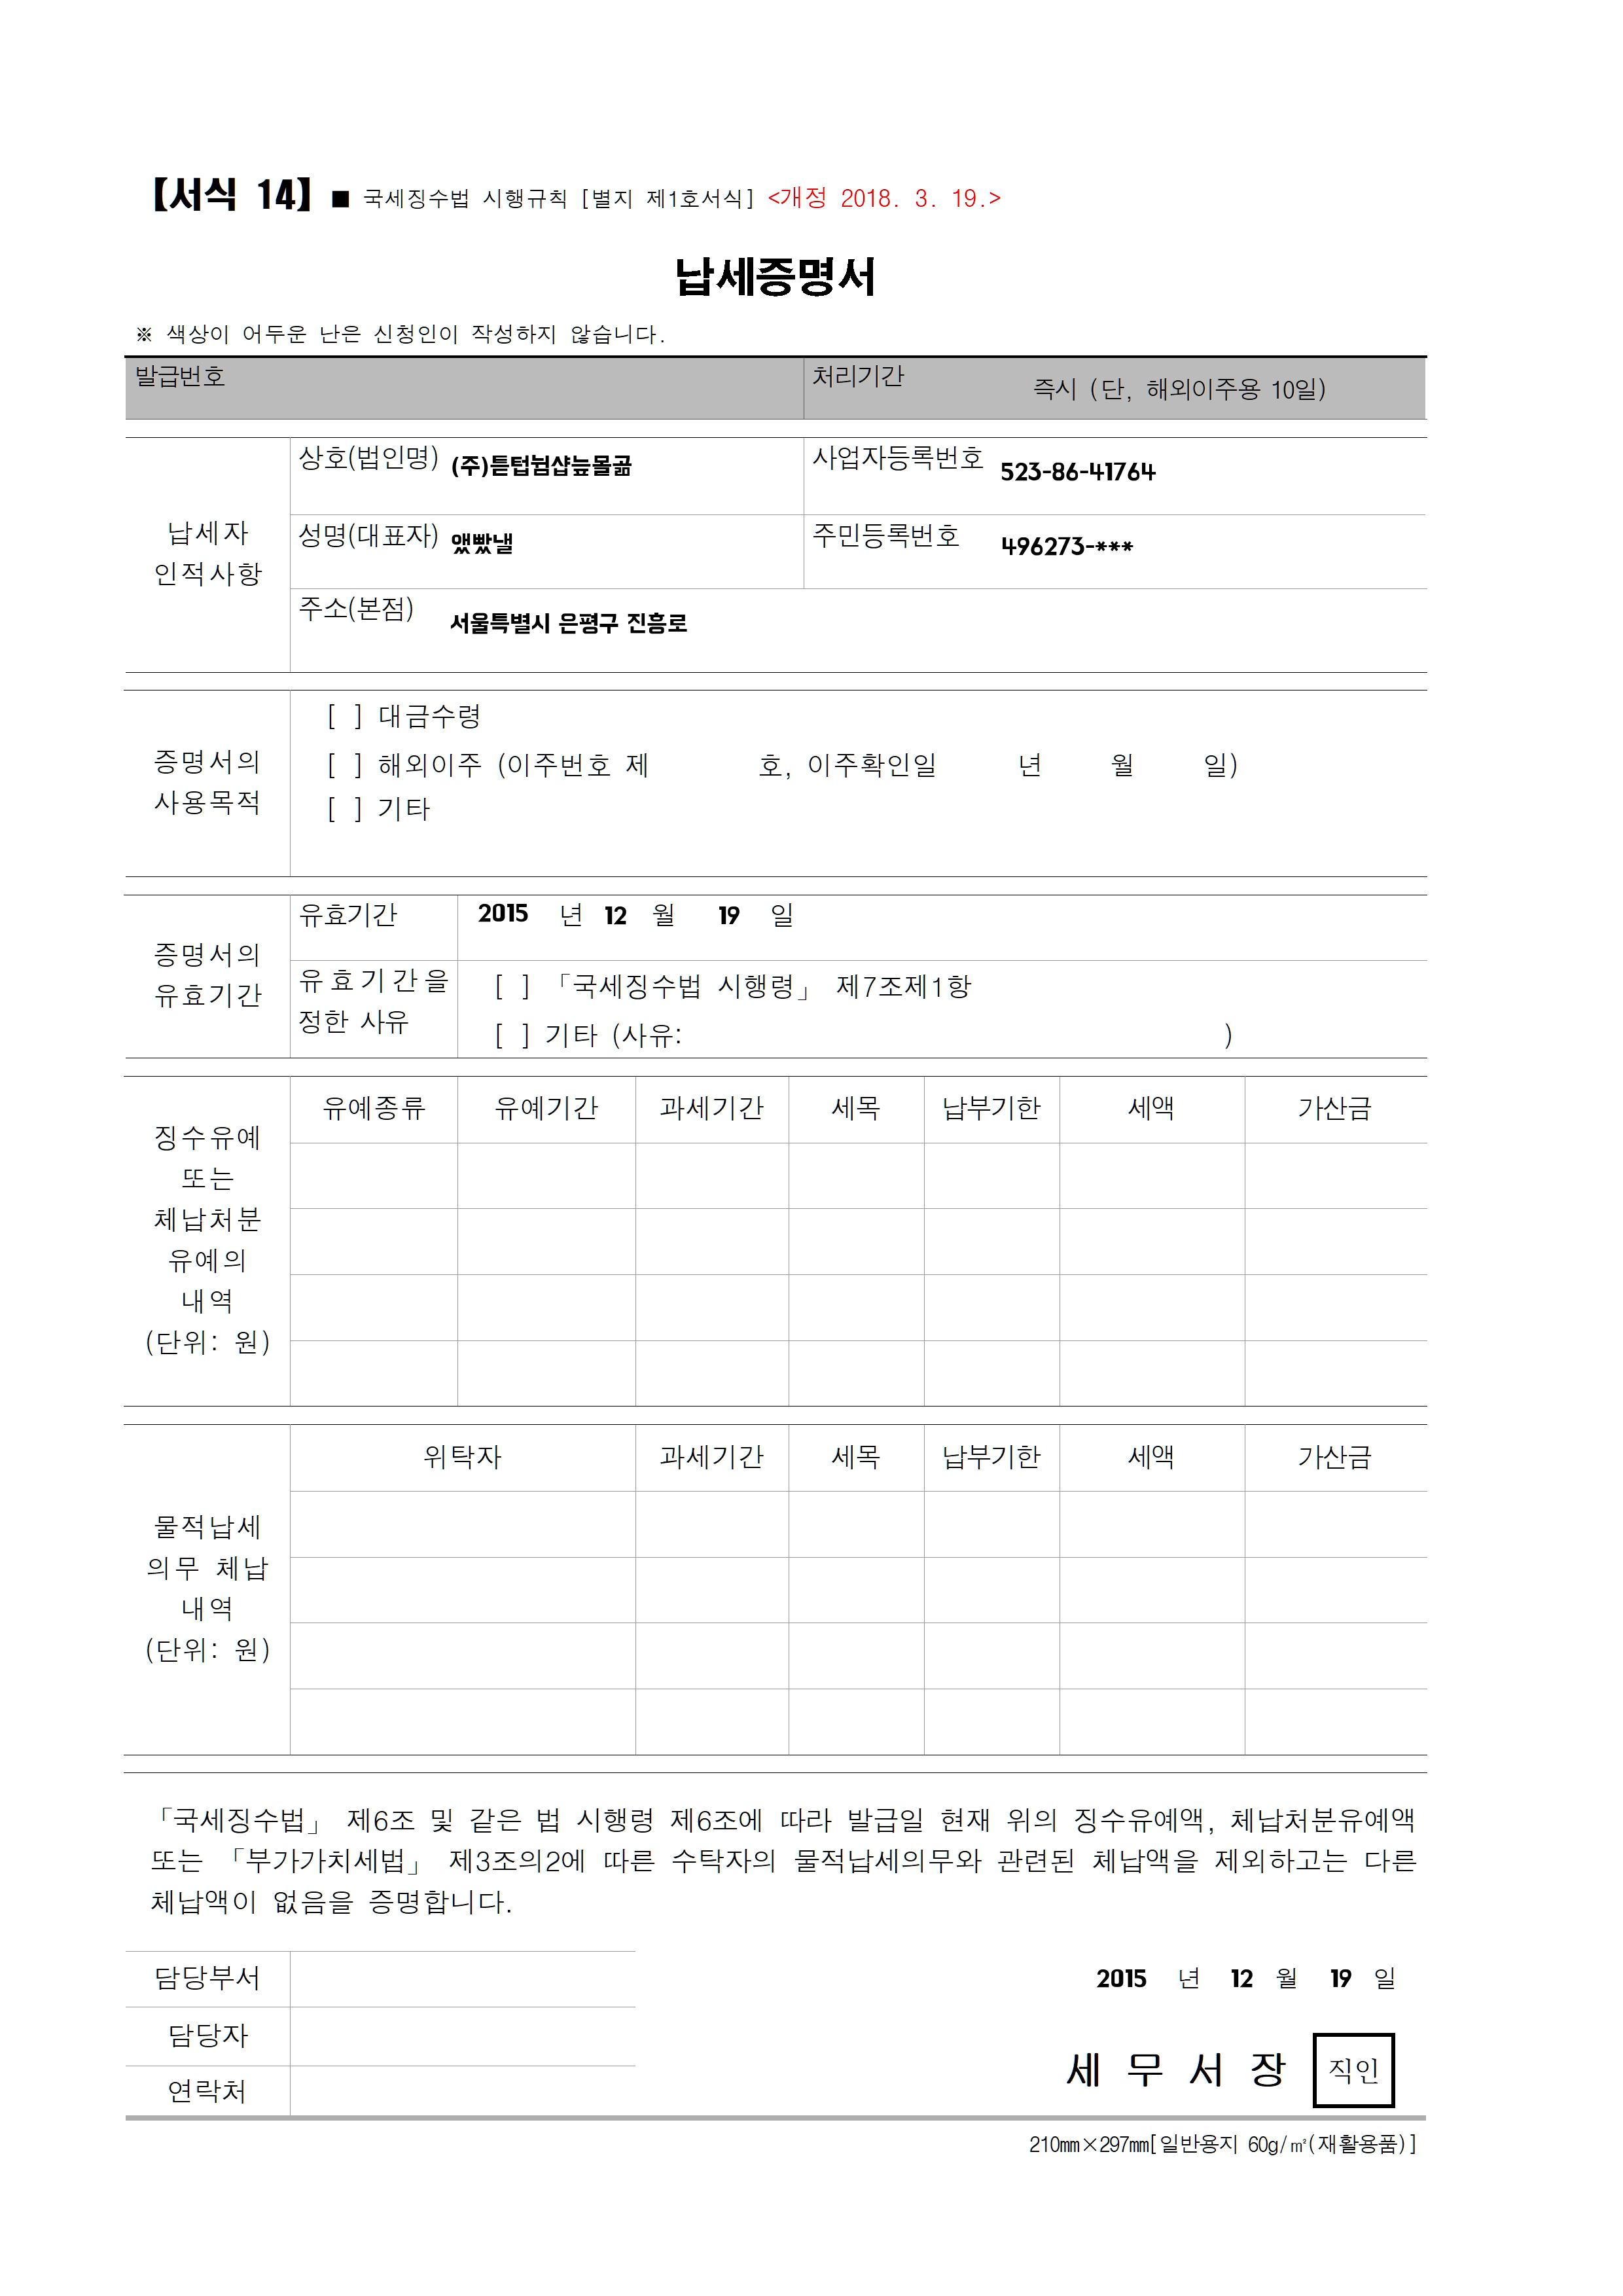 【서식 14】 ■ 국세징수법 시행규칙 [별지 제1호서식] <개정 2018. 3. 19.>
납세증명서
※ 색상이 어두운 난은 신청인이 작성하지 않습니다.
발급번호 처리기간 즉시 (단, 해외이주용 10일)
납세자
인적사항
상호(법인명) (주)튿텁뉨샵늪몰곪 사업자등록번호 523-86-41764
성명(대표자) 앴빴낼 주민등록번호 496273-***
주소(본점) 서울특별시 은평구 진흥로
증명서의
사용목적
[ ] 대금수령
[ ] 해외이주 (이주번호 제 호, 이주확인일 년 월 일)
[ ] 기타
증명서의
유효기간
유효기간 2015 년 12 월 19 일
유효기간을
정한 사유
[ ] 「국세징수법 시행령」 제7조제1항
[ ] 기타 (사유: )
징수유예
또는
체납처분
유예의
내역
(단위: 원)
유예종류 유예기간 과세기간 세목 납부기한 세액 가산금
물적납세
의무 체납
내역
(단위: 원)
위탁자 과세기간 세목 납부기한 세액 가산금
「국세징수법」 제6조 및 같은 법 시행령 제6조에 따라 발급일 현재 위의 징수유예액, 체납처분유예액
또는 「부가가치세법」 제3조의2에 따른 수탁자의 물적납세의무와 관련된 체납액을 제외하고는 다른
체납액이 없음을 증명합니다.
담당부서
담당자
연락처
2015 년 12 월 19 일
세 무 서 장 직인
210㎜×297㎜[일반용지 60g/㎡(재활용품)]